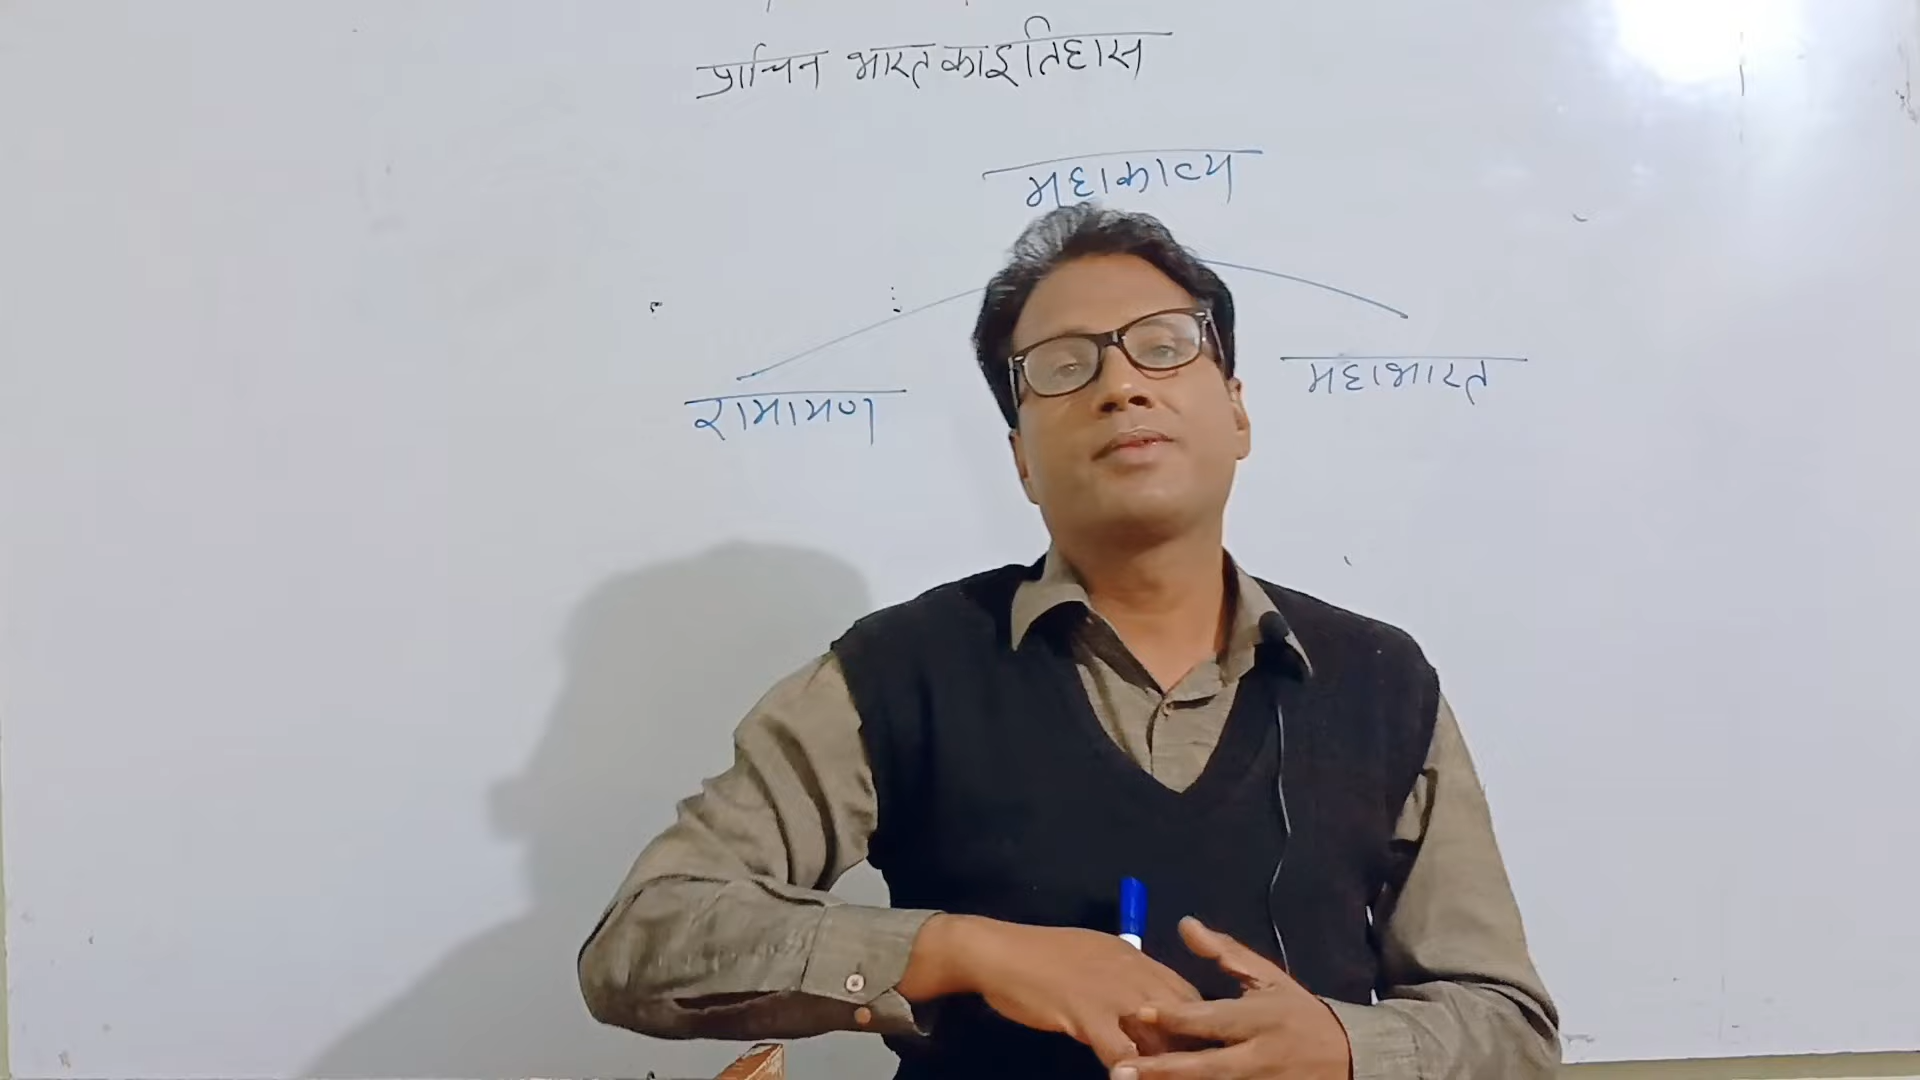 प्राचिन भारत का इतिहास
महाकाव्य
रामायण
महाभारत